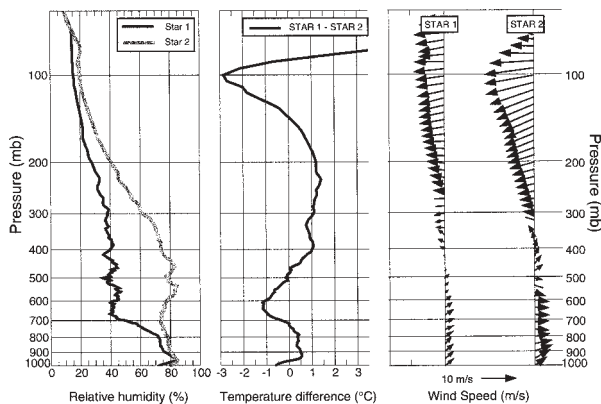 Star 1
Star 2
STAR 1 - STAR 2
STAR 1
STAR 2
Pressure (mb)
100
200
300
400
500
600
700
800
900
1000
0 20 40 60 80 100
Relative humidity (%)
-3 -2 -1 0 1 2 3
Temperature difference (°C)
10 m/s
Wind Speed (m/s)
100
200
300
400
500
600
700
800
900
1000
Pressure (mb)